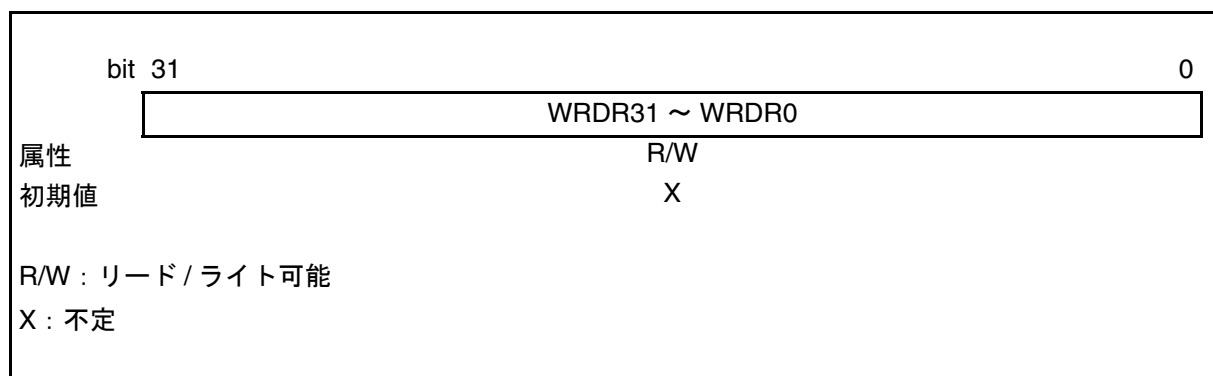 bit 31 0
WRDR31 ～ WRDR0
属性 R/W
初期値 X
R/W：リード / ライト可能
X：不定